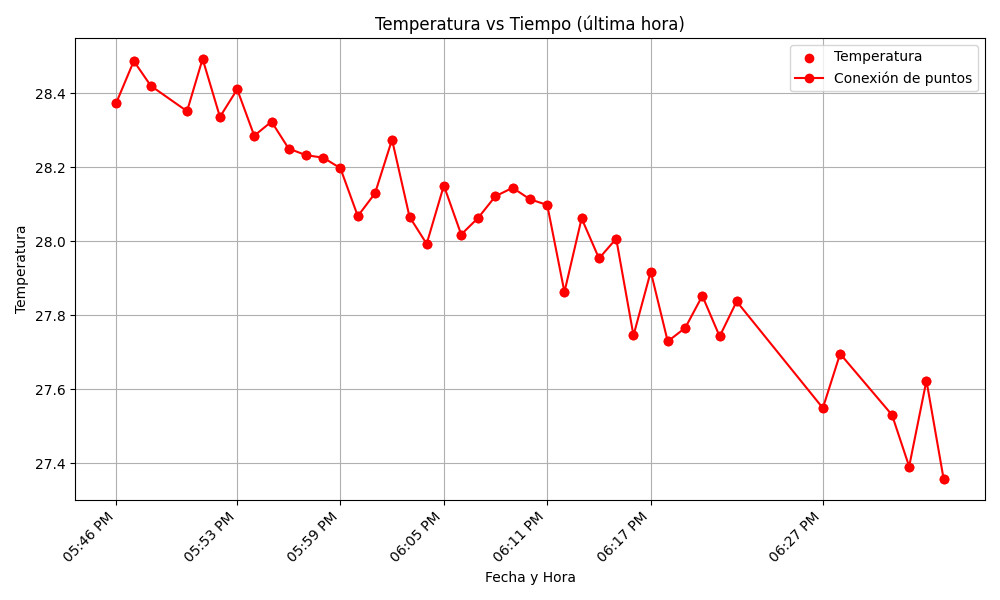 Temperatura vs Tiempo (última hora)
Temperatura
Conexión de puntos
28.4
28.2
28.0
27.8
27.6
27.4
Temperatura
05:46 PM
05:53 PM
05:59 PM
06:05 PM
06:11 PM
06:17 PM
06:27 PM
Fecha y Hora